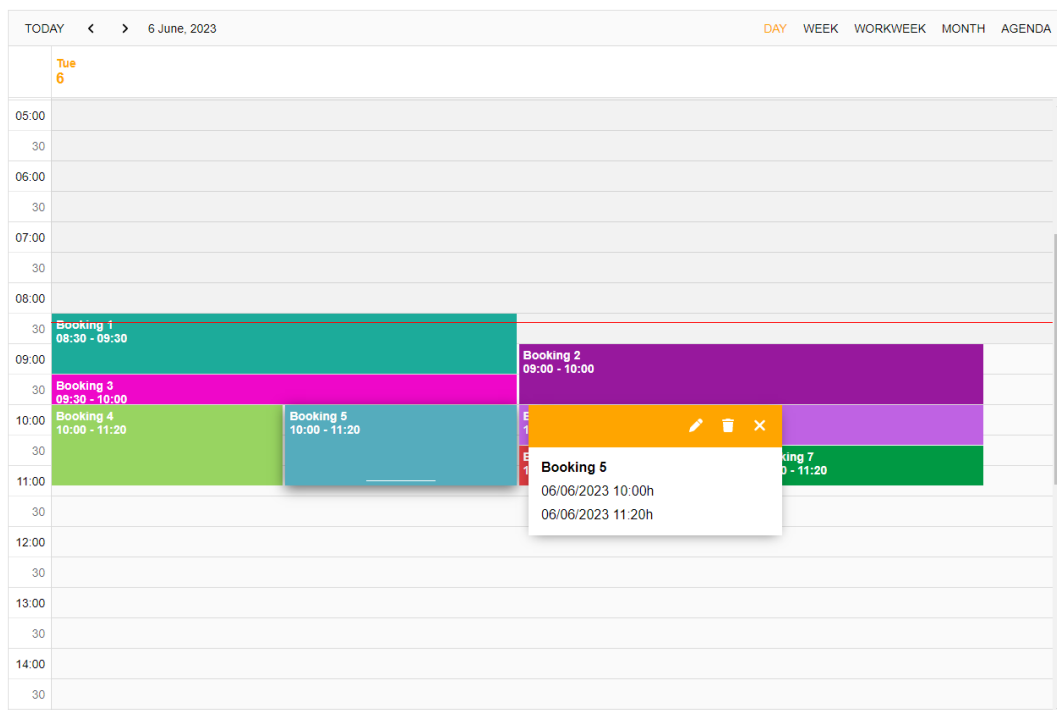 TODAY 6 June, 2023 DAY WEEK WORKWEEK MONTH AGENDA
Tue
6
05:00
30
06:00
30
07:00
30
08:00
30
Booking 1
08:30 - 09:30
09:00
Booking 2
09:00 - 10:00
30
Booking 3
09:30 - 10:00
10:00
Booking 4
10:00 - 11:20
Booking 5
10:00 - 11:20
30
11:00
king 7
- 11:20
Booking 5
06/06/2023 10:00h
06/06/2023 11:20h
30
12:00
30
13:00
30
14:00
30